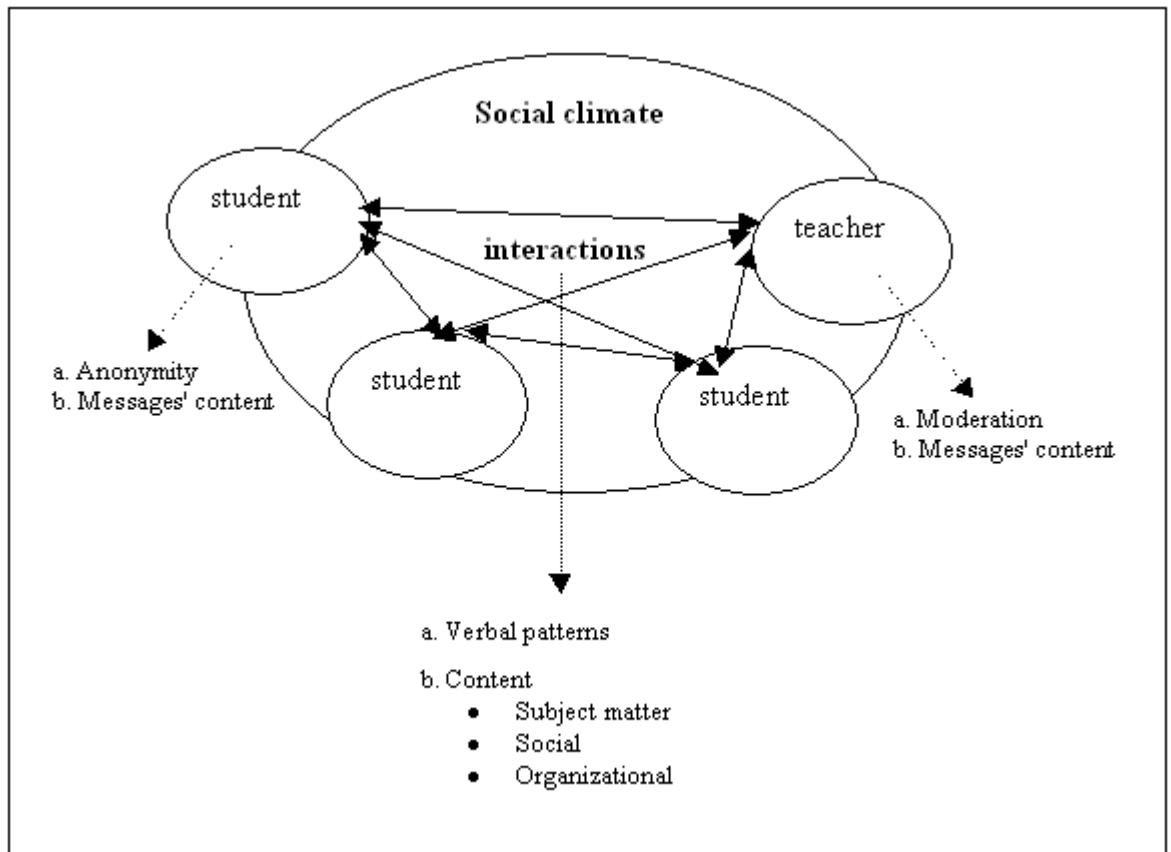 Social climate
student
teacher
interactions
student
student
a. Anonymity
b. Messages' content
a. Moderation
b. Messages' content
a. Verbal patterns
b. Content
● Subject matter
● Social
● Organizational